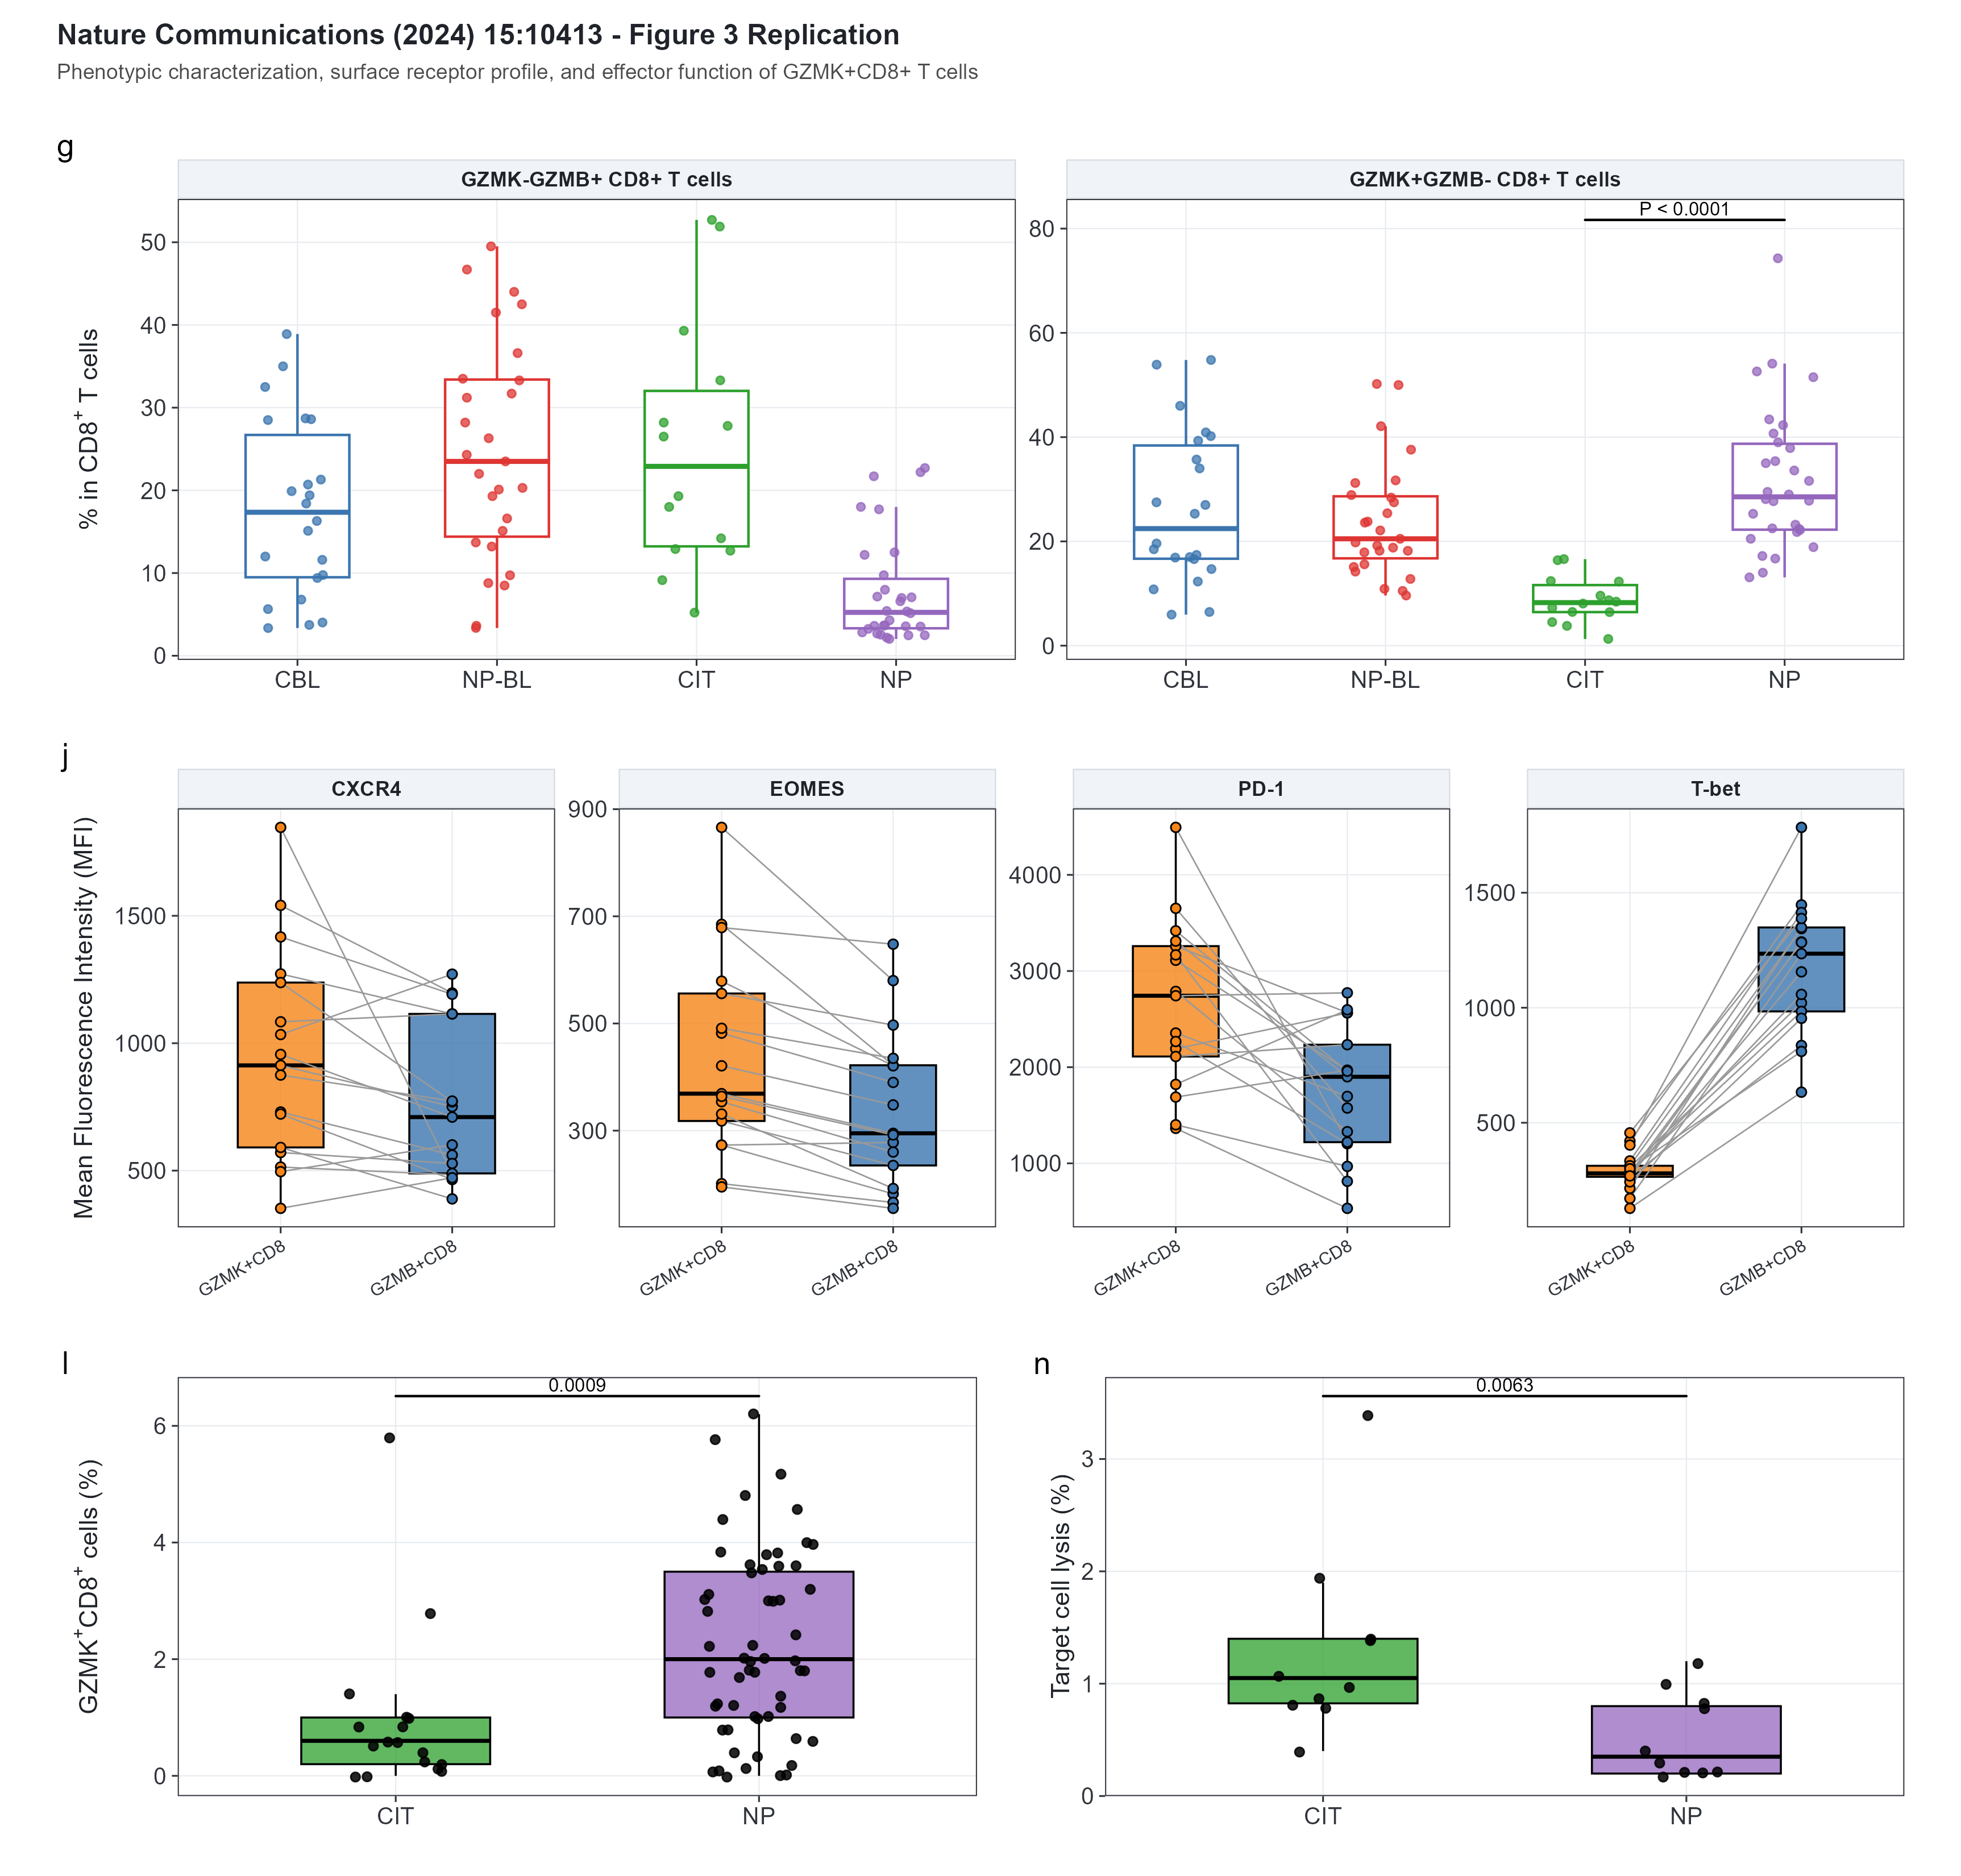 Nature Communications (2024) 15:10413 - Figure 3 Replication
Phenotypic characterization, surface receptor profile, and effector function of GZMK+CD8+ T cells
g
GZMK-GZMB+ CD8+ T cells
GZMK+GZMB- CD8+ T cells
% in CD8⁺ T cells
50
40
30
20
10
0
CBL
NP-BL
CIT
NP
P < 0.0001
80
60
40
20
0
CBL
NP-BL
CIT
NP
j
CXCR4
EOMES
PD-1
T-bet
Mean Fluorescence Intensity (MFI)
1500
1000
500
900
700
500
300
4000
3000
2000
1000
1500
1000
500
GZMK+CD8
GZMB+CD8
GZMK+CD8
GZMB+CD8
GZMK+CD8
GZMB+CD8
GZMK+CD8
GZMB+CD8
l
0.0009
GZMK⁺CD8⁺ cells (%)
6
4
2
0
CIT
NP
n
0.0063
Target cell lysis (%)
3
2
1
0
CIT
NP